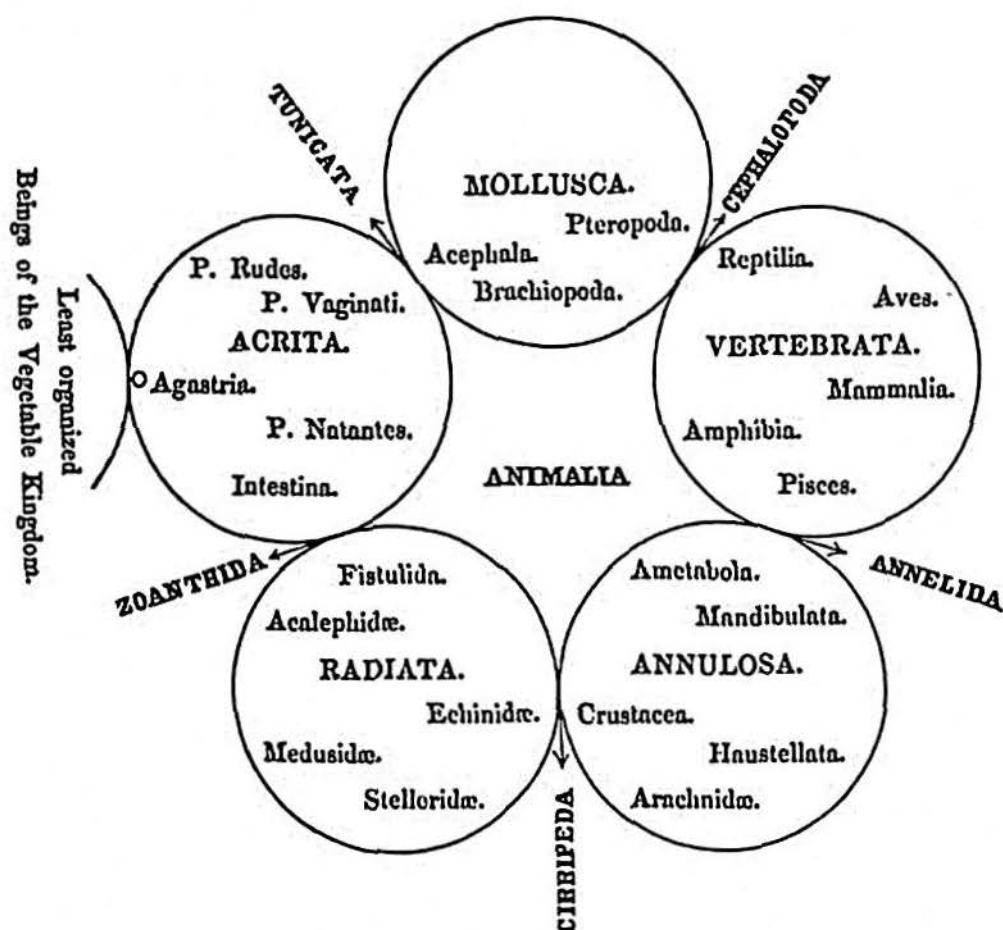 TUNICATA
CEPHALOPODA
MOLLUSCA.
Pteropoda.
Acephala.
Brachiopoda.
Least organized
Beings of the Vegetable Kingdom.
P. Rudes.
P. Vaginati.
ACRITA.
Agastria.
P. Natantes.
Intestina.
Reptilia.
Aves.
VERTEBRATA.
Mammalia.
Amphibia.
Pisces.
ANIMALIA
ZOANTHIDA
ANNELIDA
Fistulida.
Acalephidæ.
RADIATA.
Echinidæ.
Medusidæ.
Stelloridæ.
Ametabola.
Mandibulata.
ANNULOSA.
Crustacea.
Haustellata.
Arachnidæ.
CIRRIPEDA